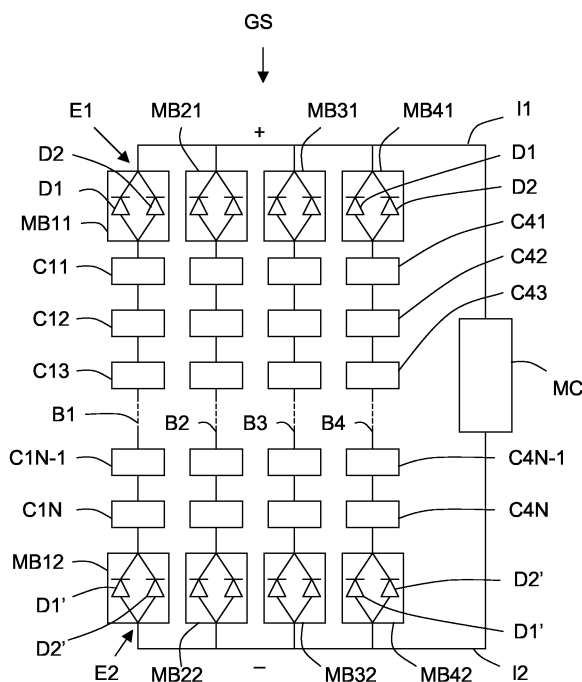 GS
E1 MB21 MB31 MB41 I1
+
D2 D1
D1 D2
MB11
C11 C41
C12 C42
C13 C43
MC
B1 B2 B3 B4
C1N-1 C4N-1
C1N C4N
MB12
D1' D2'
D2' D1'
E2 MB22 – MB32 MB42 I2